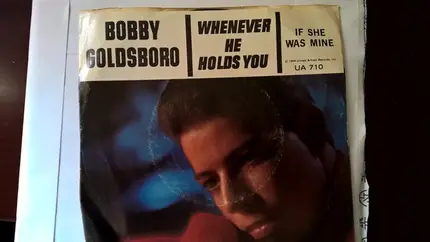 BOBBY
GOLDSBORO
WHENEVER
HE
HOLDS YOU
IF SHE
WAS MINE
UA 710